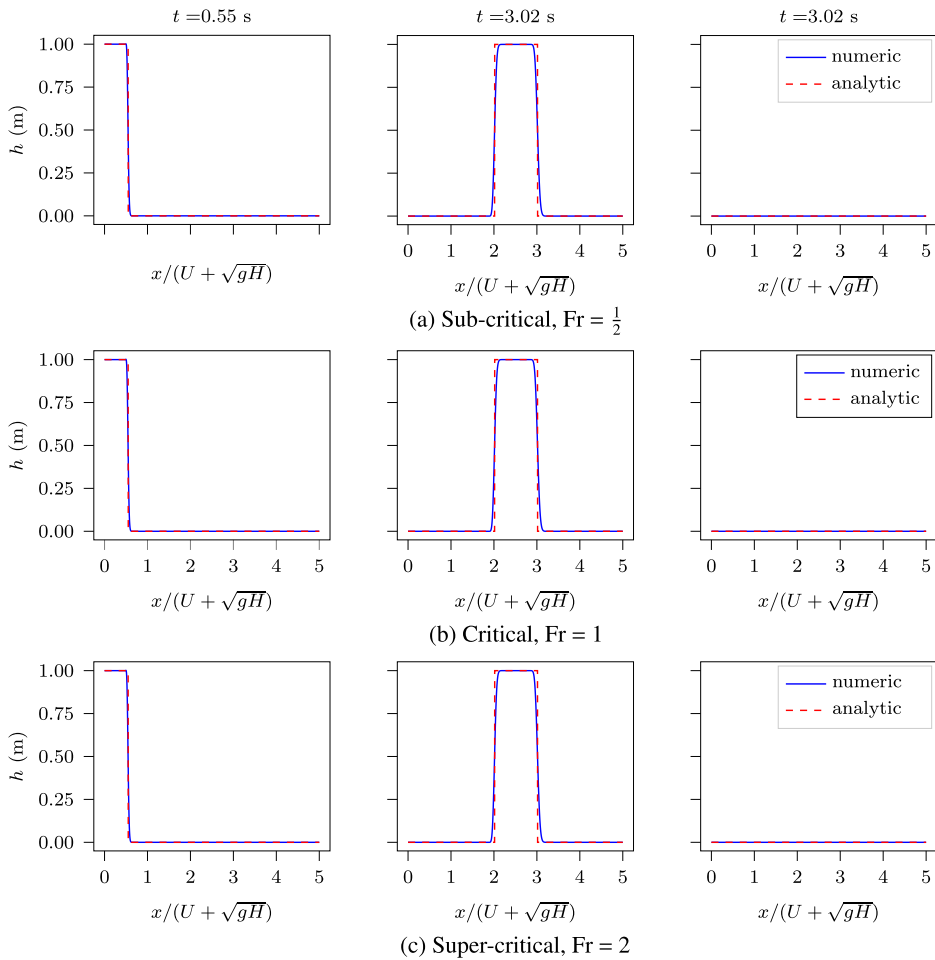 t =0.55 s
t =3.02 s
t =3.02 s
1.00
0.75
0.50
0.25
0.00
h (m)
numeric
analytic
0 1 2 3 4 5
0 1 2 3 4 5
x/(U + √gH)
x/(U + √gH)
x/(U + √gH)
(a) Sub-critical, Fr = 1/2
1.00
0.75
0.50
0.25
0.00
h (m)
numeric
analytic
0 1 2 3 4 5
0 1 2 3 4 5
0 1 2 3 4 5
x/(U + √gH)
x/(U + √gH)
x/(U + √gH)
(b) Critical, Fr = 1
1.00
0.75
0.50
0.25
0.00
h (m)
numeric
analytic
0 1 2 3 4 5
0 1 2 3 4 5
0 1 2 3 4 5
x/(U + √gH)
x/(U + √gH)
x/(U + √gH)
(c) Super-critical, Fr = 2